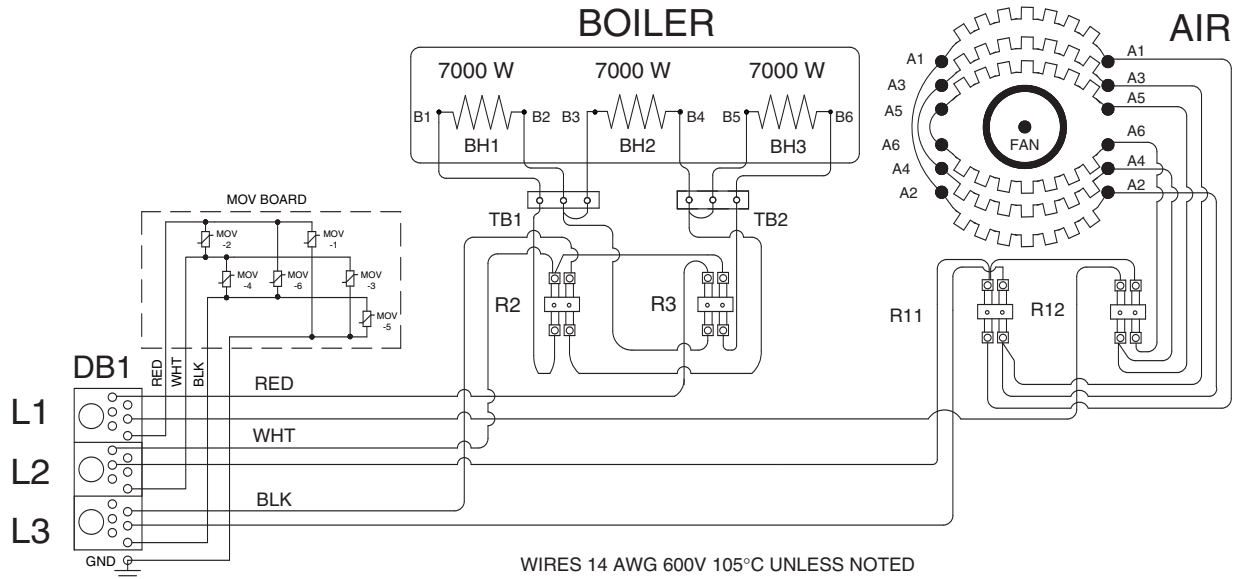 BOILER
AIR
7000 W
7000 W
7000 W
B1
B2
B3
B4
B5
B6
BH1
BH2
BH3
A1
A3
A5
A6
A4
A2
FAN
A1
A3
A5
A6
A4
A2
TB1
TB2
MOV BOARD
MOV
-2
MOV
-1
MOV
-4
MOV
-6
MOV
-3
MOV
-5
R2
R3
R11
R12
DB1
RED
WHT
BLK
L1
RED
WHT
L2
BLK
L3
GND
WIRES 14 AWG 600V 105°C UNLESS NOTED